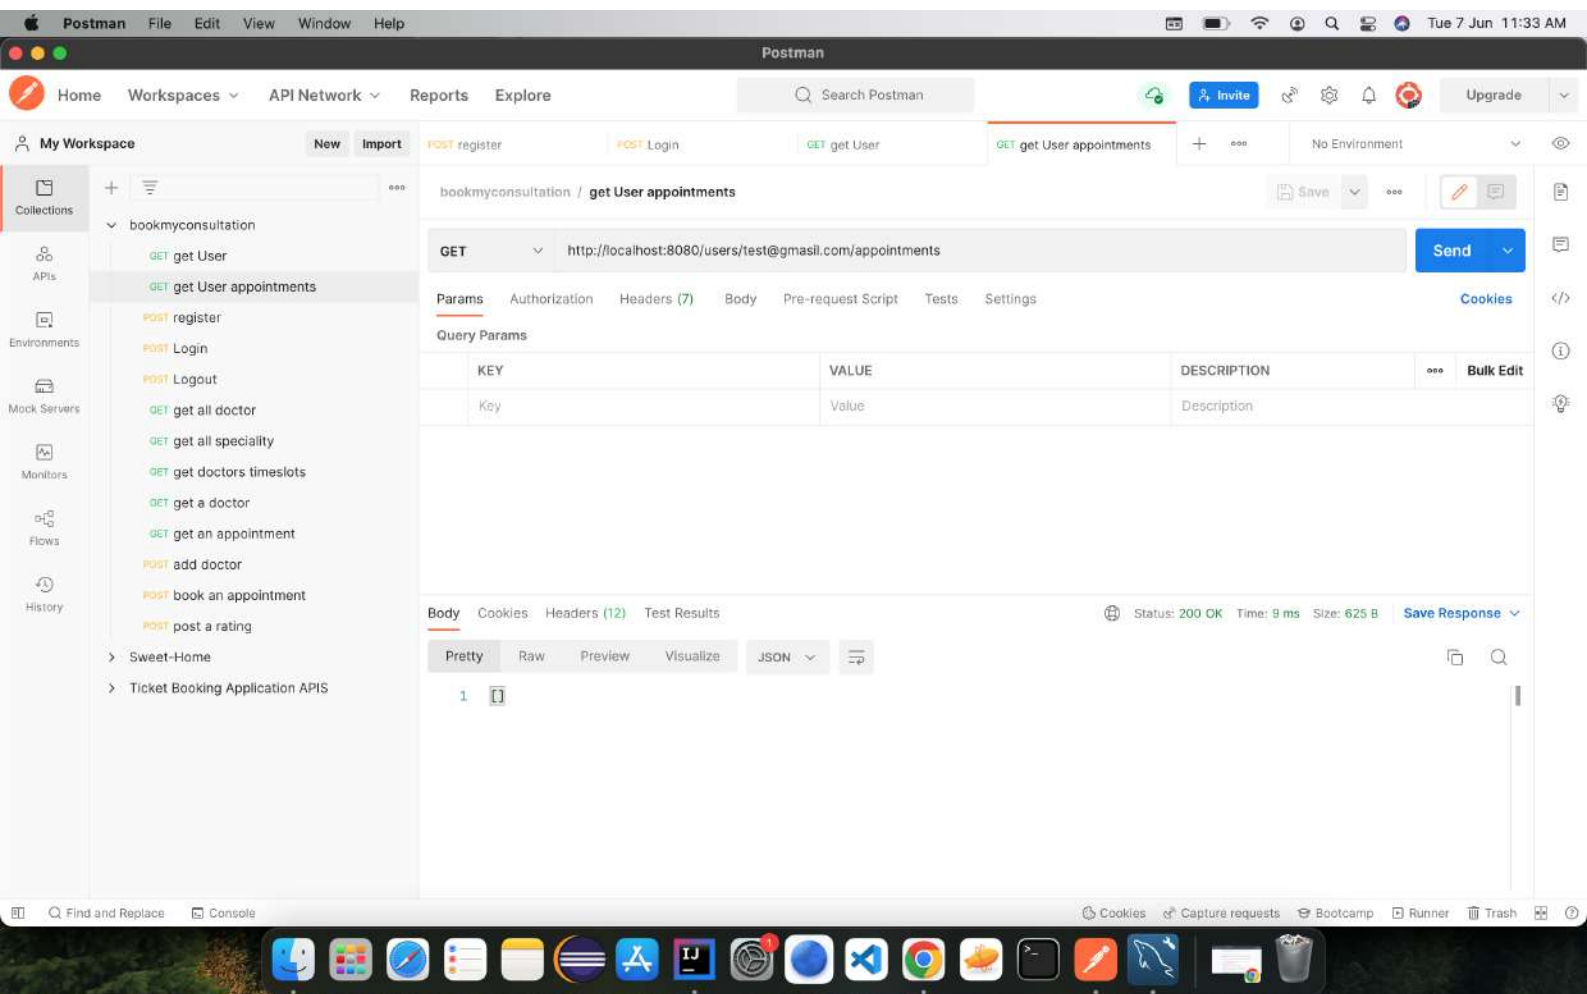 Postman File Edit View Window Help Tue 7 Jun 11:33 AM
Postman
Home Workspaces API Network Reports Explore Search Postman Invite Upgrade
My Workspace New Import POST register POST Login GET get User GET get User appointments No Environment
Collections
APIs
Environments
Mock Servers
Monitors
Flows
History
bookmyconsultation
GET get User
GET get User appointments
POST register
POST Login
POST Logout
GET get all doctor
GET get all speciality
GET get doctors timeslots
GET get a doctor
GET get an appointment
POST add doctor
POST book an appointment
POST post a rating
Sweet-Home
Ticket Booking Application APIS
bookmyconsultation / get User appointments Save
GET http://localhost:8080/users/test@gmasil.com/appointments Send
Params Authorization Headers (7) Body Pre-request Script Tests Settings Cookies
Query Params
KEY VALUE DESCRIPTION Bulk Edit
Key Value Description
Body Cookies Headers (12) Test Results Status: 200 OK Time: 9 ms Size: 625 B Save Response
Pretty Raw Preview Visualize JSON
1 []
Find and Replace Console Cookies Capture requests Bootcamp Runner Trash
1
IJ